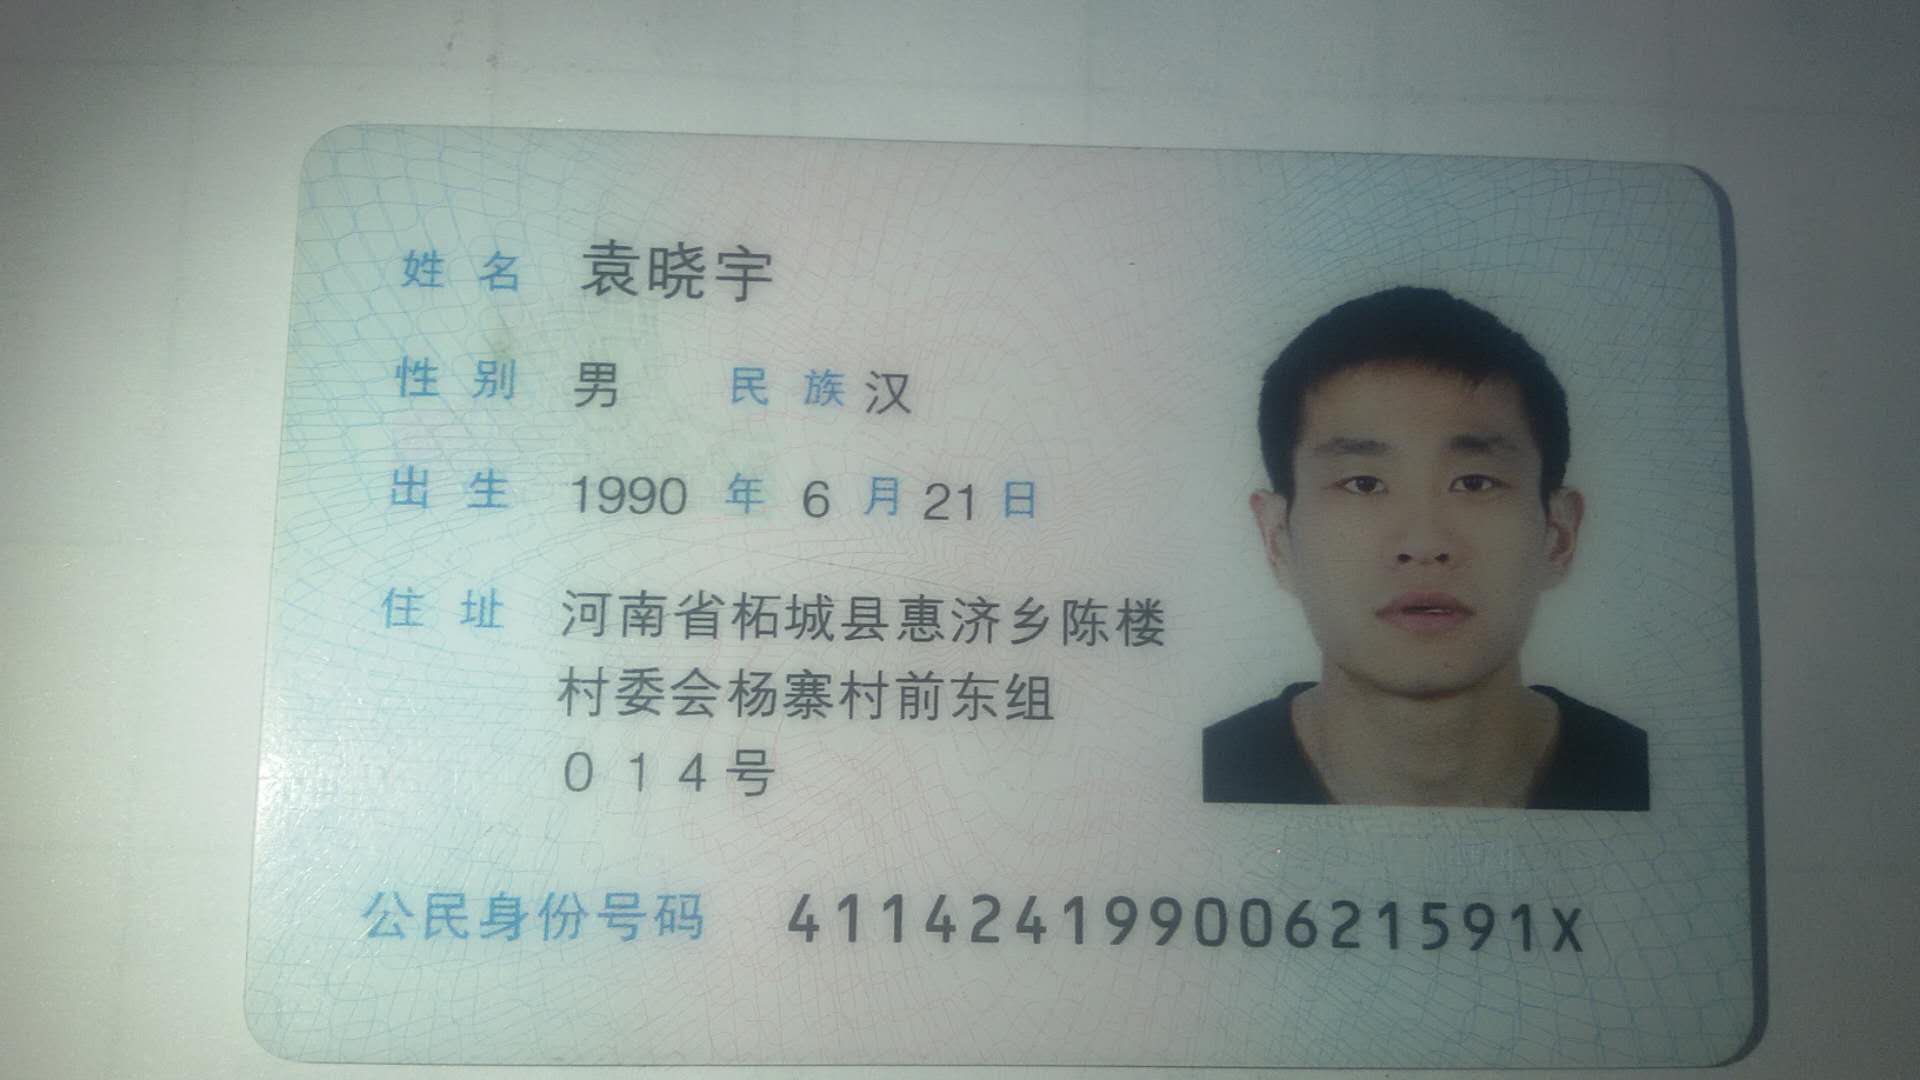 姓名 袁晓宇
性别 男 民族 汉
出生 1990 年 6 月 21 日
住址 河南省柘城县惠济乡陈楼
村委会杨寨村前东组
014号
公民身份号码 41142419900621591X